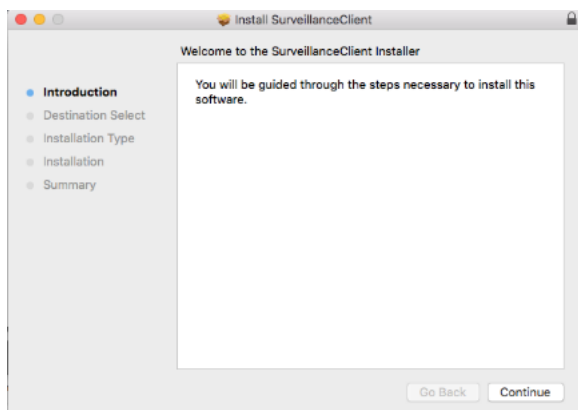 Install SurveillanceClient
Welcome to the SurveillanceClient Installer
Introduction
Destination Select
Installation Type
Installation
Summary
You will be guided through the steps necessary to install this
software.
Go Back
Continue